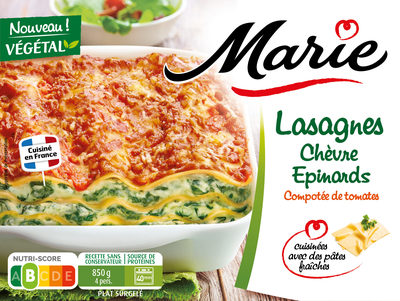 Nouveau !
VÉGÉTAL
Marie
Lasagnes
Chèvre
Epinards
Compotée de tomates
Cuisiné
en France
cuisinées
avec des pâtes
fraîches
NUTRI-SCORE
A B C D E
RECETTE SANS CONSERVATEUR
SOURCE DE PROTÉINES
850 g
4 pers.
PLAT SURGELÉ